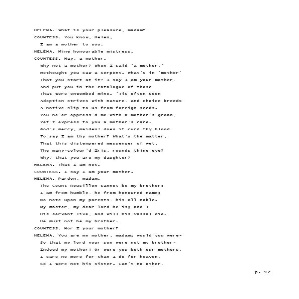 HELENA. What is your pleasure, madam?
COUNTESS. You know, Helen,
I am a mother to you.
HELENA. Mine honourable mistress.
COUNTESS. Nay, a mother.
Why not a mother? When I said 'a mother,'
Methought you saw a serpent. What's in 'mother'
That you start at it? I say I am your mother,
And put you in the catalogue of those
That were enwombed mine. 'Tis often seen
Adoption strives with nature, and choice breeds
A native slip to us from foreign seeds.
You ne'er oppress'd me with a mother's groan,
Yet I express to you a mother's care.
God's mercy, maiden! does it curd thy blood
To say I am thy mother? What's the matter,
That this distempered messenger of wet,
The many-colour'd Iris, rounds thine eye?
Why, that you are my daughter?
HELENA. That I am not.
COUNTESS. I say I am your mother.
HELENA. Pardon, madam.
The Count Rousillon cannot be my brother:
I am from humble, he from honoured name;
No note upon my parents, his all noble.
My master, my dear lord he is; and I
His servant live, and will his vassal die.
He must not be my brother.
COUNTESS. Nor I your mother?
HELENA. You are my mother, madam; would you were-
So that my lord your son were not my brother-
Indeed my mother! Or were you both our mothers,
I care no more for than I do for heaven,
So I were not his sister. Can't no other,